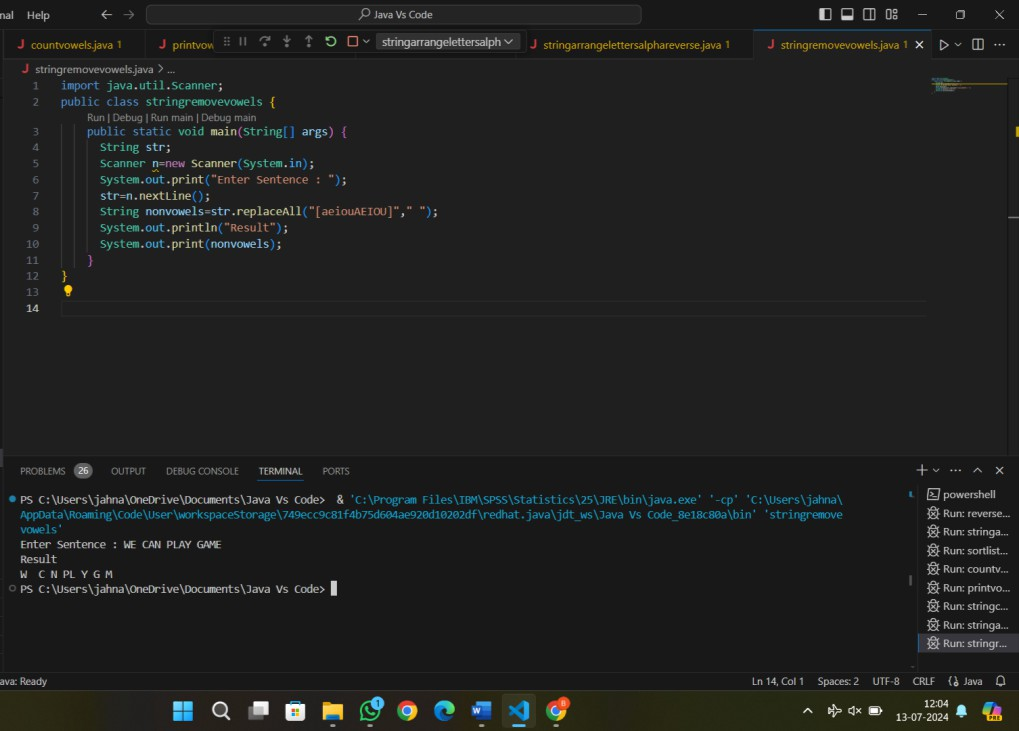 nal Help Java Vs Code
countvowels.java 1 printvow stringarrangelettersalph stringarrangelettersalphareverse.java 1 stringremovevowels.java 1
stringremovevowels.java > ...
1 import java.util.Scanner;
2 public class stringremovevowels {
Run | Debug | Run main | Debug main
3 public static void main(String[] args) {
4 String str;
5 Scanner n=new Scanner(System.in);
6 System.out.print("Enter Sentence : ");
7 str=n.nextLine();
8 String nonvowels=str.replaceAll("[aeiouAEIOU]"," ");
9 System.out.println("Result");
10 System.out.print(nonvowels);
11 }
12 }
13
14
PROBLEMS 26 OUTPUT DEBUG CONSOLE TERMINAL PORTS
PS C:\Users\jahna\OneDrive\Documents\Java Vs Code> & 'C:\Program Files\IBM\SPSS\Statistics\25\JRE\bin\java.exe' '-cp' 'C:\Users\jahna\
AppData\Roaming\Code\User\workspaceStorage\749ecc9c81f4b75d604ae920d10202df\redhat.java\jdt_ws\Java Vs Code_8e18c80a\bin' 'stringremove
vowels'
Enter Sentence : WE CAN PLAY GAME
Result
W  C N PL Y G M
PS C:\Users\jahna\OneDrive\Documents\Java Vs Code>
powershell
Run: reverse...
Run: stringa...
Run: sortlist...
Run: countv...
Run: printvo...
Run: stringc...
Run: stringa...
Run: stringr...
ava: Ready Ln 14, Col 1 Spaces: 2 UTF-8 CRLF {} Java
12:04
13-07-2024